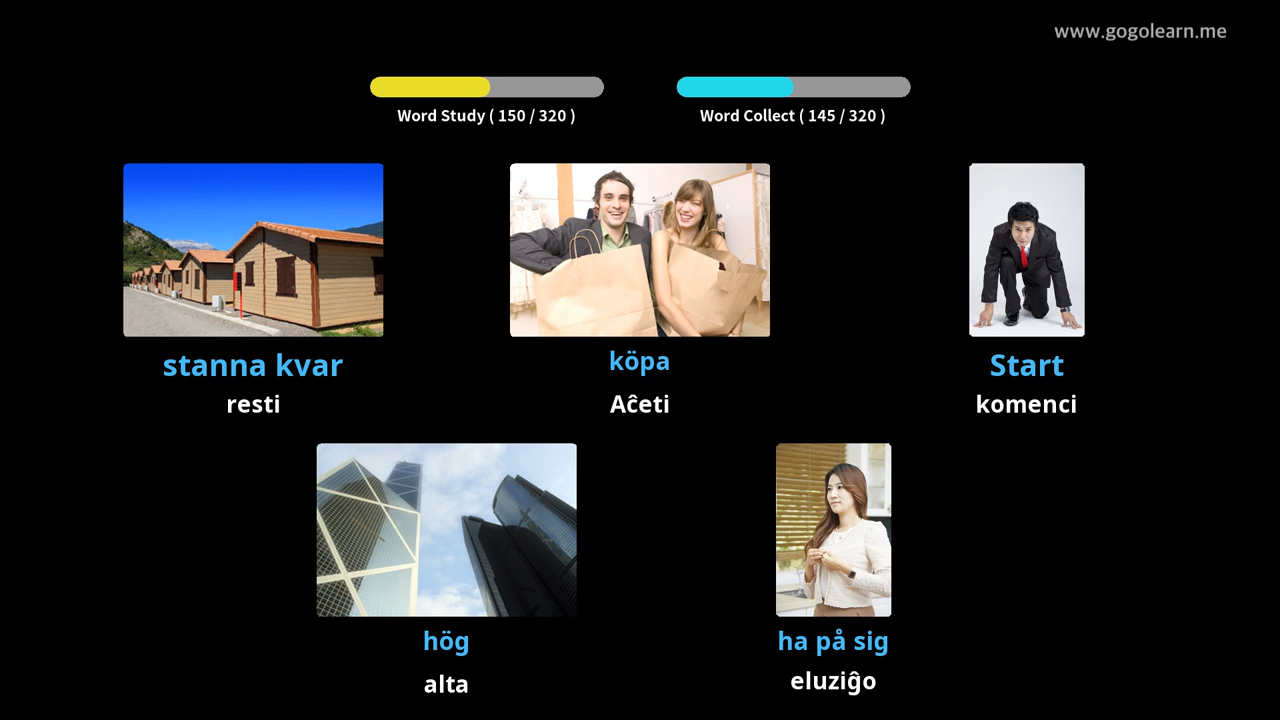 www.gogolearn.me
Word Study ( 150 / 320 )
Word Collect ( 145 / 320 )
stanna kvar
resti
köpa
Aĉeti
Start
komenci
hög
alta
ha på sig
eluziĝo